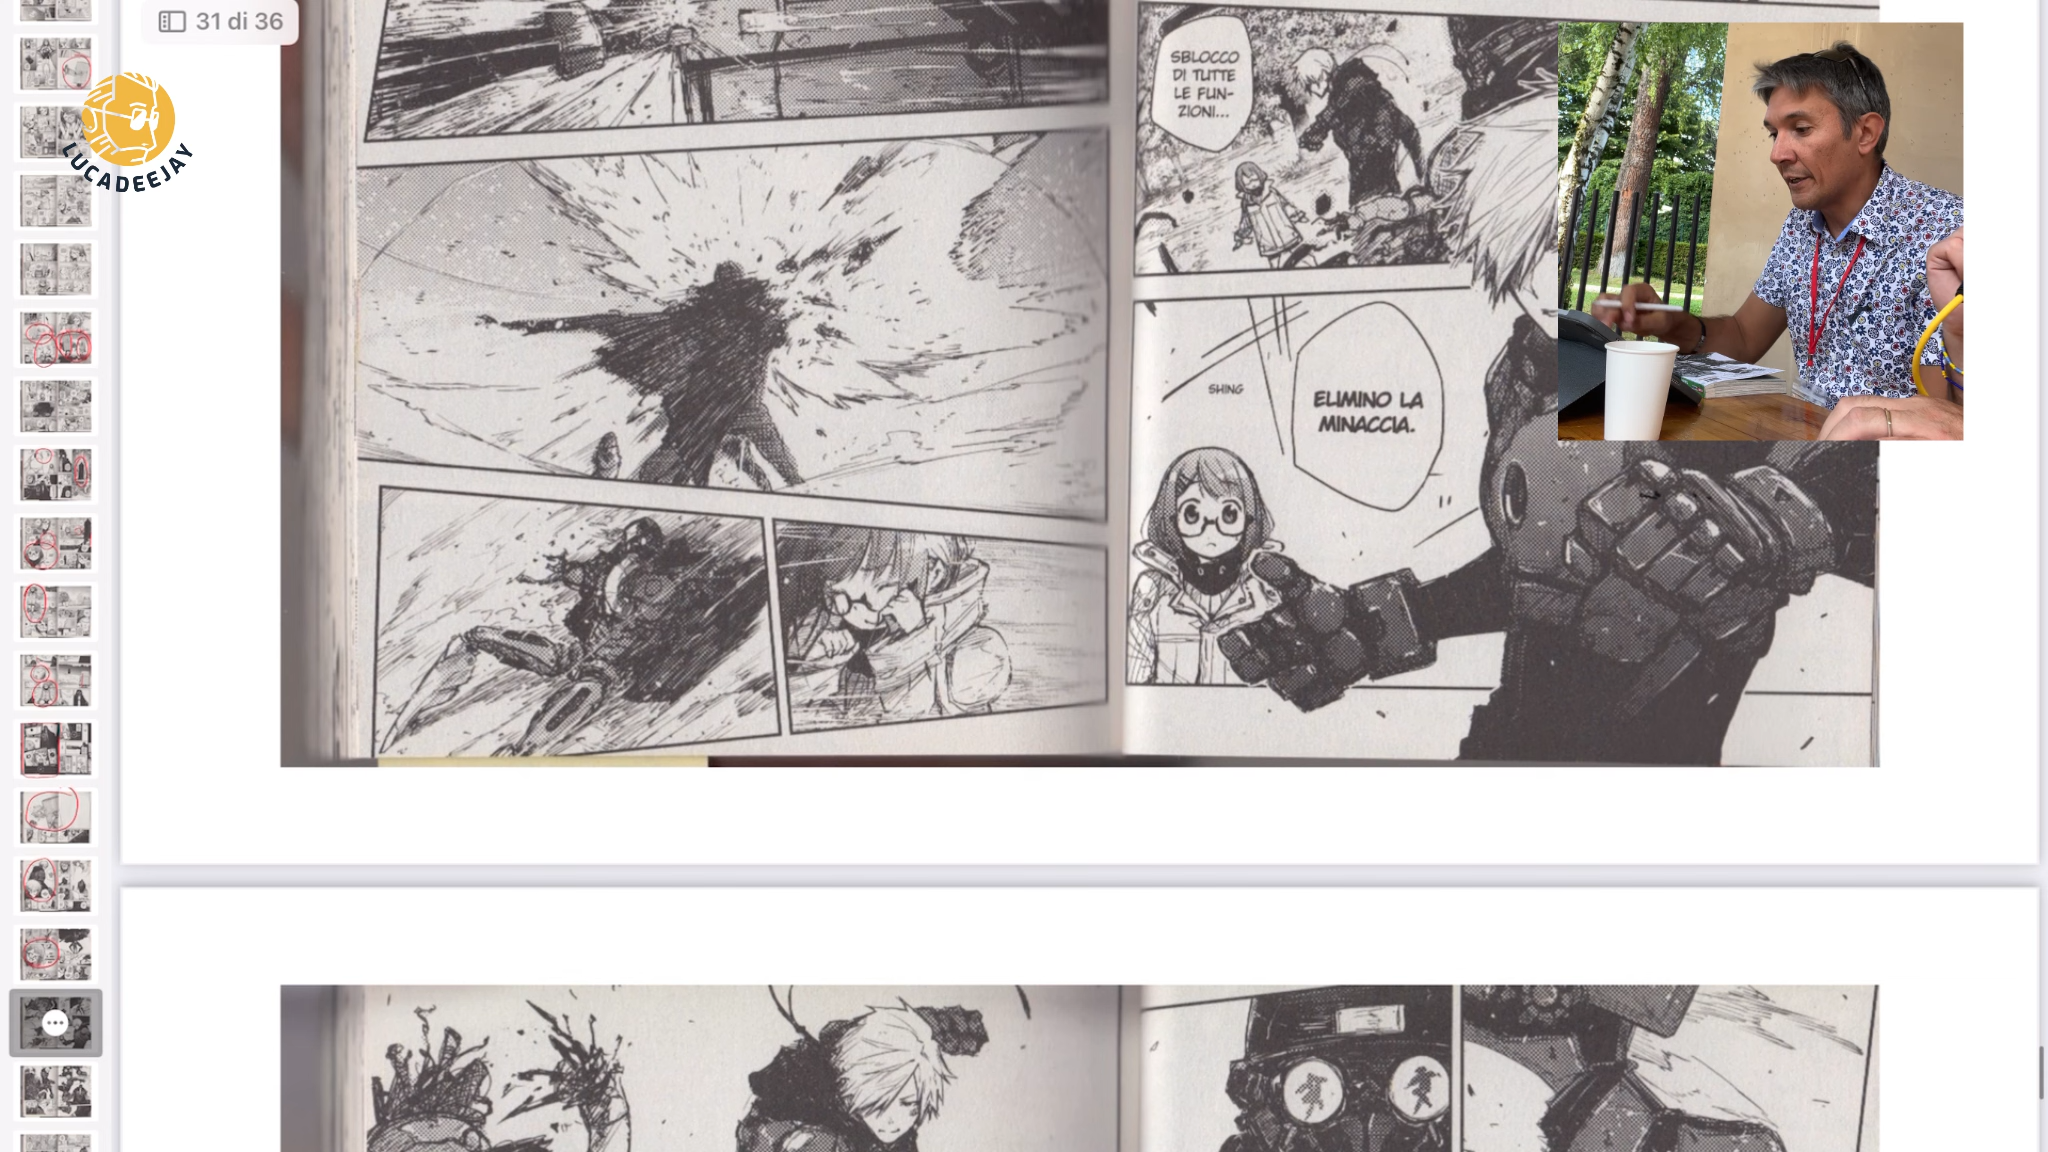 31 di 36
LUCADEEJAY
SBLOCCO
DI TUTTE
LE FUN-
ZIONI...
SHING
ELIMINO LA
MINACCIA.